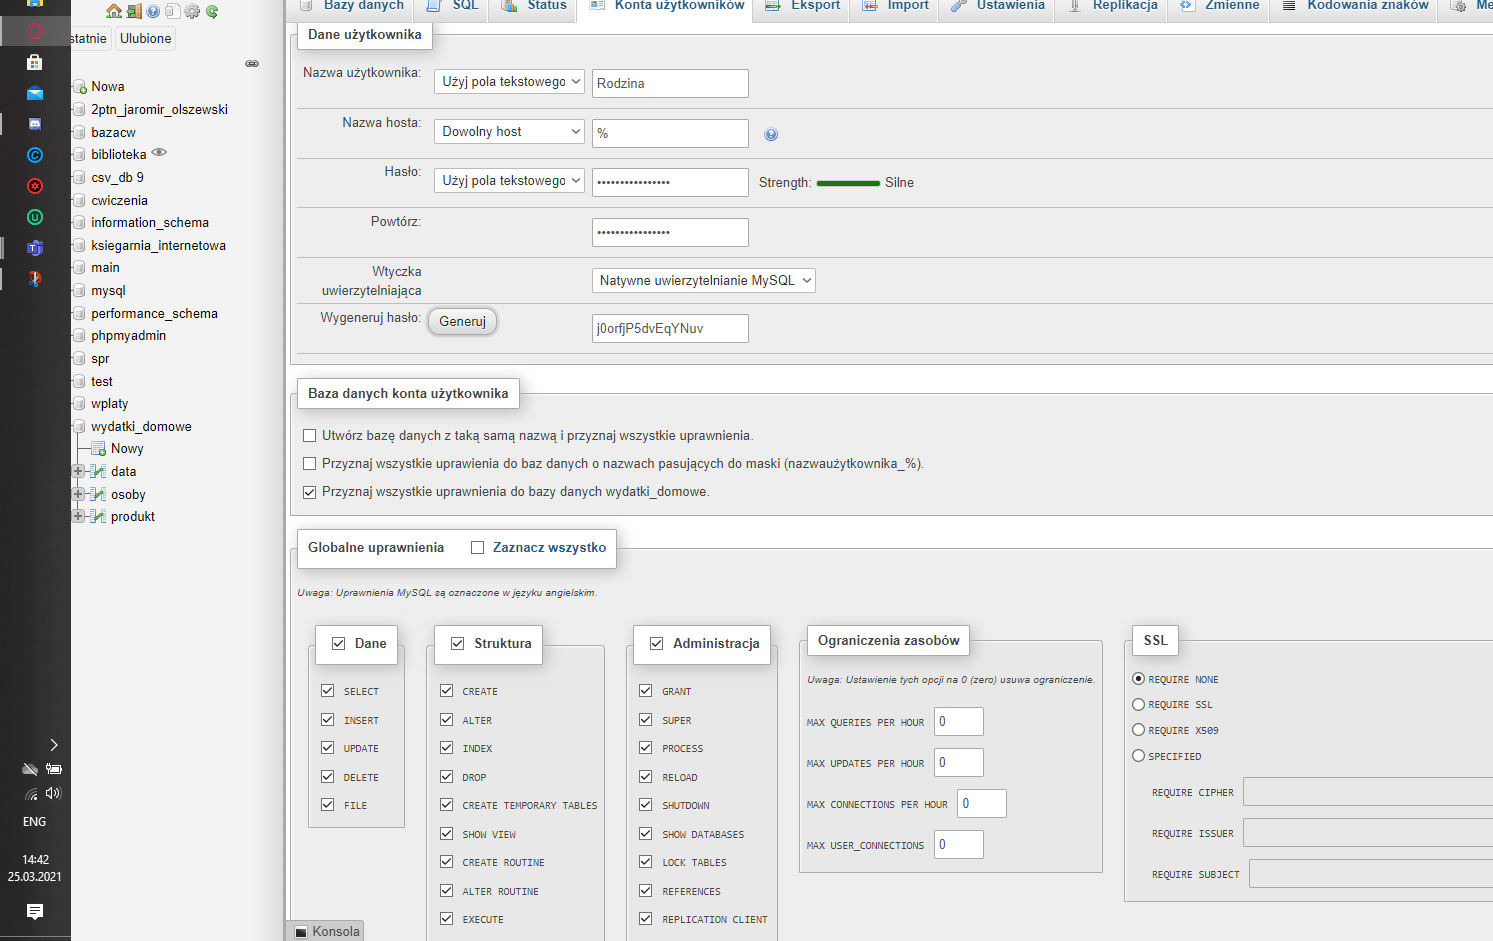 Bazy danych SQL Status Konta użytkowników Eksport Import Ustawienia Replikacja Zmienne Kodowania znaków
statnie Ulubione
Nowa
2ptn_jaromir_olszewski
bazacw
biblioteka
csv_db 9
cwiczenia
information_schema
ksiegarnia_internetowa
main
mysql
performance_schema
phpmyadmin
spr
test
wplaty
wydatki_domowe
Nowy
data
osoby
produkt
ENG
14:42
25.03.2021
Dane użytkownika
Nazwa użytkownika: Użyj pola tekstowego Rodzina
Nazwa hosta: Dowolny host %
Hasło: Użyj pola tekstowego •••••••••••••••• Strength: Silne
Powtórz: ••••••••••••••••
Wtyczka
uwierzytelniająca
Natywne uwierzytelnianie MySQL
Wygeneruj hasło: Generuj j0orfjP5dvEqYNuv
Baza danych konta użytkownika
Utwórz bazę danych z taką samą nazwą i przyznaj wszystkie uprawnienia.
Przyznaj wszystkie uprawienia do baz danych o nazwach pasujących do maski (nazwaużytkownika_%).
Przyznaj wszystkie uprawnienia do bazy danych wydatki_domowe.
Globalne uprawnienia Zaznacz wszystko
Uwaga: Uprawnienia MySQL są oznaczone w języku angielskim.
Dane
SELECT
INSERT
UPDATE
DELETE
FILE
Struktura
CREATE
ALTER
INDEX
DROP
CREATE TEMPORARY TABLES
SHOW VIEW
CREATE ROUTINE
ALTER ROUTINE
EXECUTE
Administracja
GRANT
SUPER
PROCESS
RELOAD
SHUTDOWN
SHOW DATABASES
LOCK TABLES
REFERENCES
REPLICATION CLIENT
Ograniczenia zasobów
Uwaga: Ustawienie tych opcji na 0 (zero) usuwa ograniczenie.
MAX QUERIES PER HOUR 0
MAX UPDATES PER HOUR 0
MAX CONNECTIONS PER HOUR 0
MAX USER_CONNECTIONS 0
SSL
REQUIRE NONE
REQUIRE SSL
REQUIRE X509
SPECIFIED
REQUIRE CIPHER
REQUIRE ISSUER
REQUIRE SUBJECT
Konsola